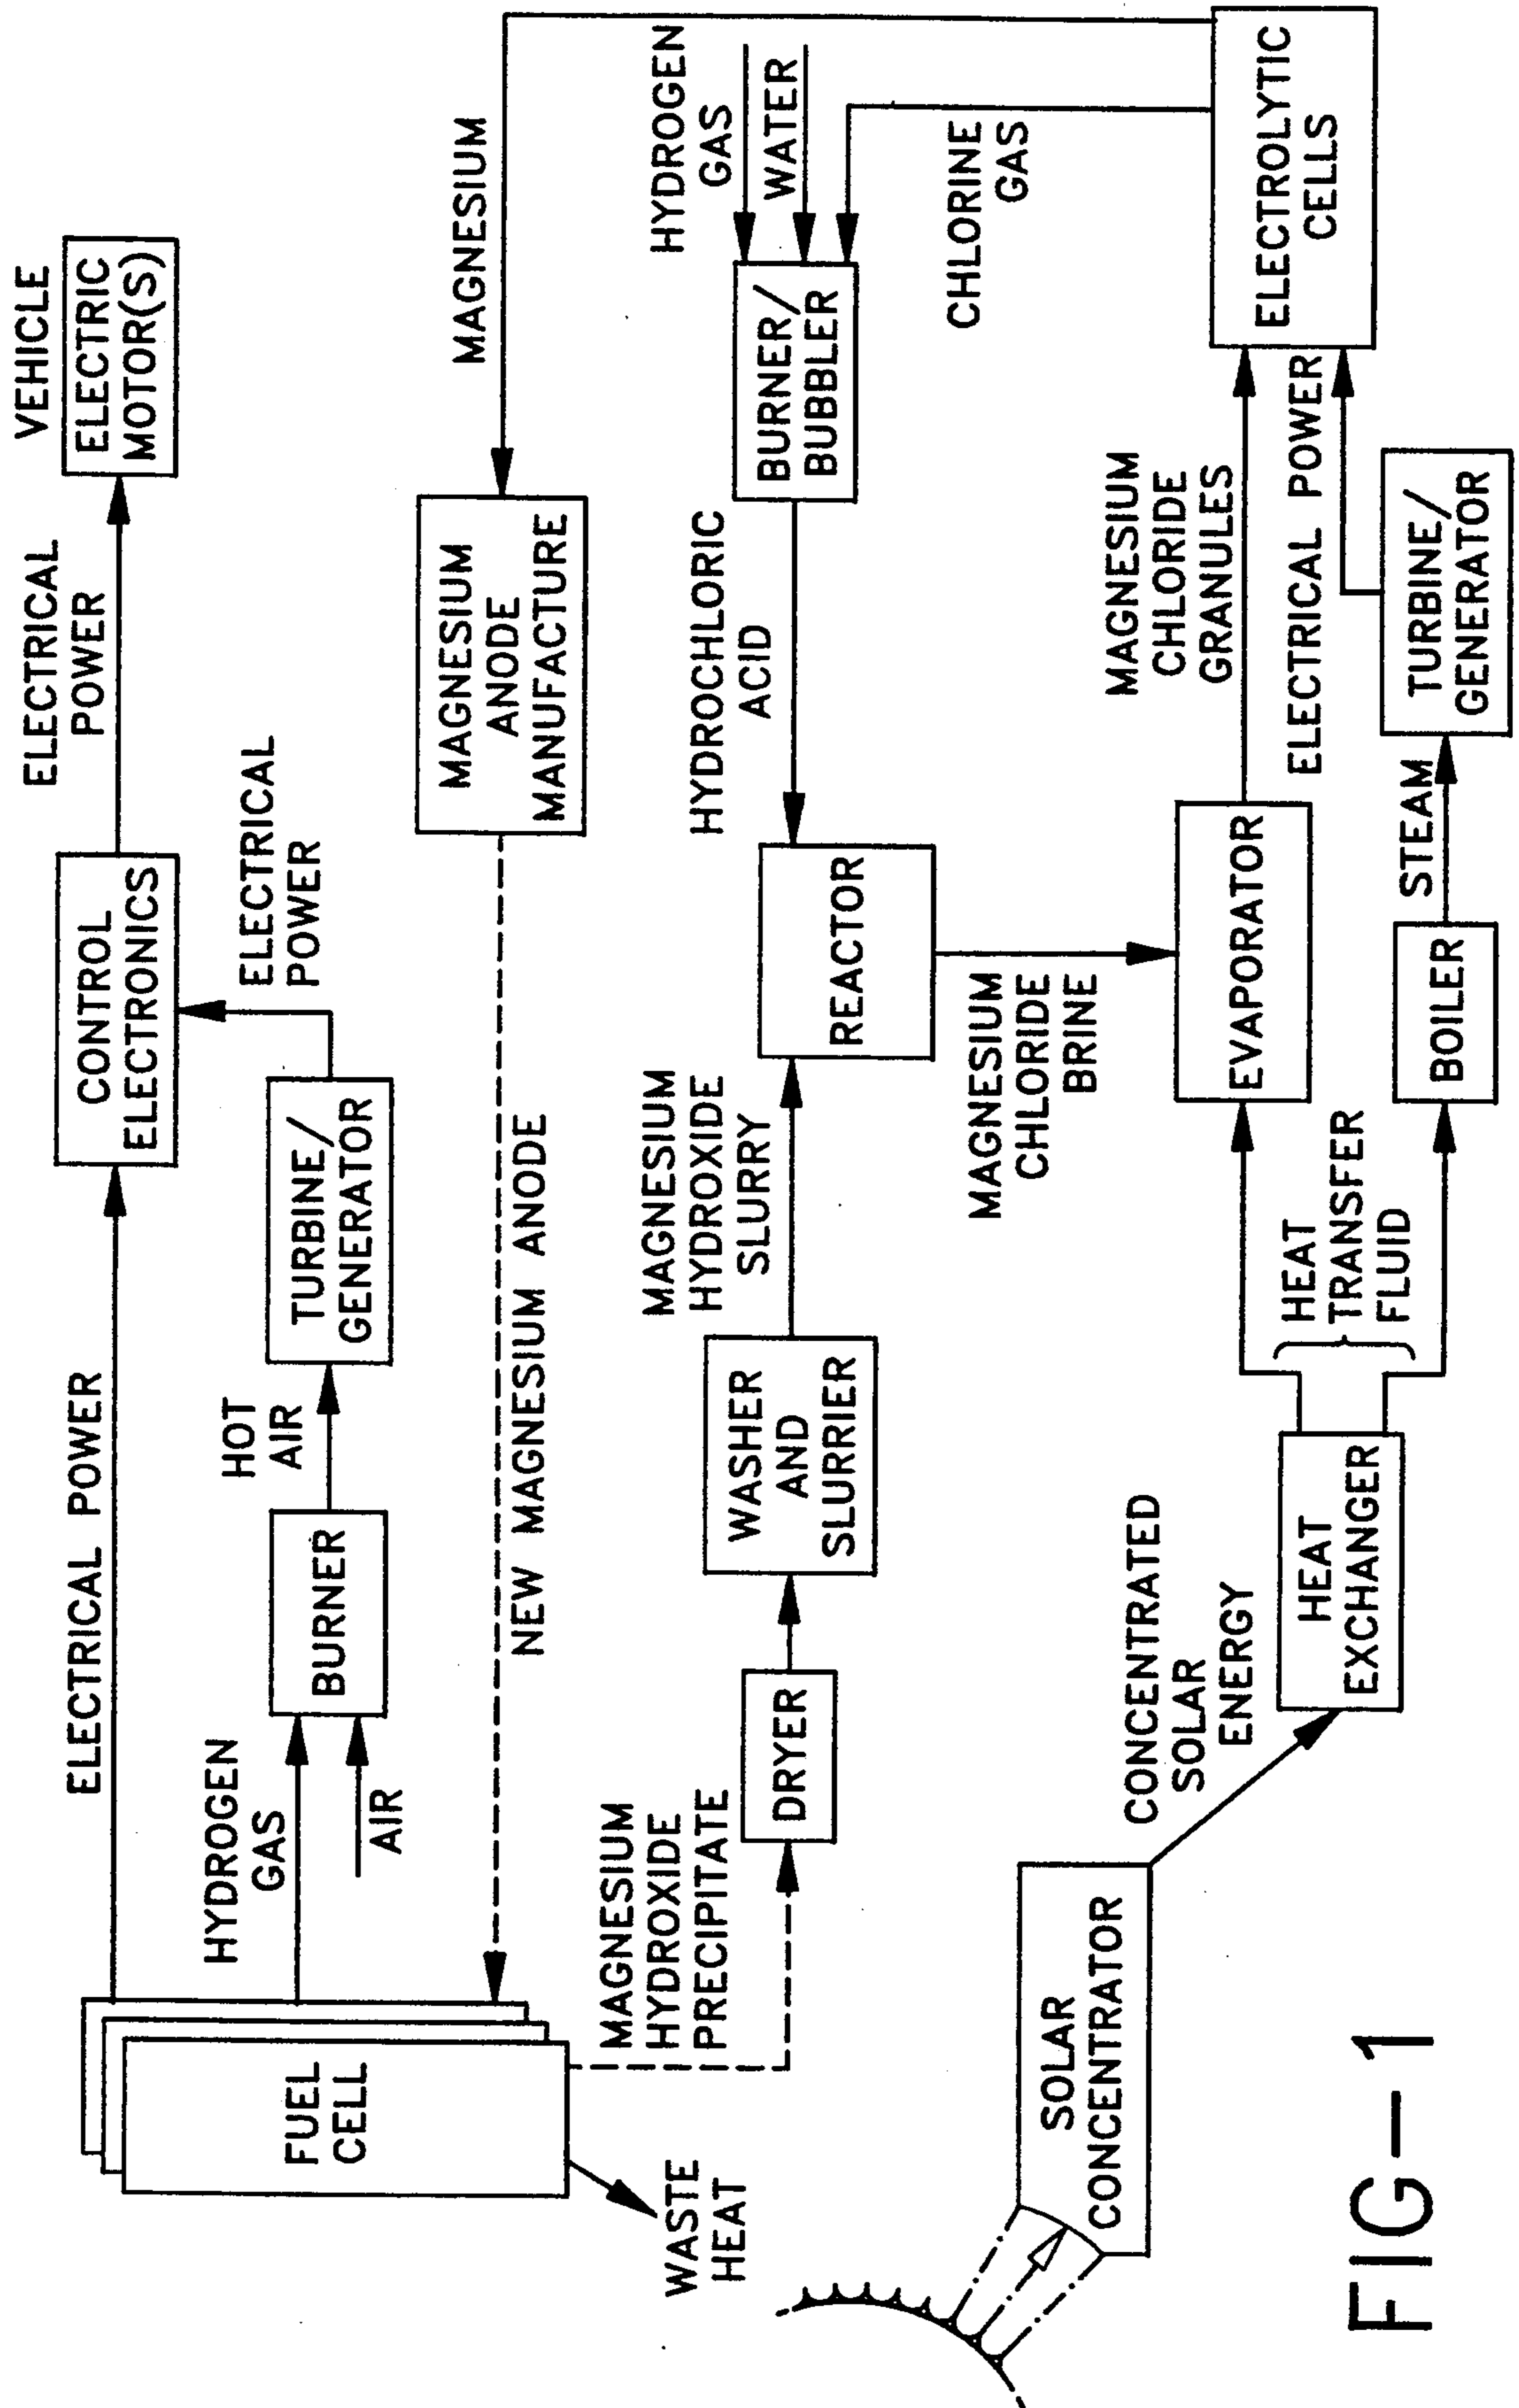 VEHICLE
ELECTRICAL
POWER
ELECTRIC
MOTOR(S)
CONTROL
ELECTRONICS
ELECTRICAL POWER
ELECTRICAL
POWER
TURBINE/
GENERATOR
HOT
AIR
BURNER
HYDROGEN
GAS
AIR
FUEL
CELL
WASTE
HEAT
MAGNESIUM
MAGNESIUM
ANODE
MANUFACTURE
NEW MAGNESIUM ANODE
MAGNESIUM
HYDROXIDE
PRECIPITATE
DRYER
WASHER
AND
SLURRIER
MAGNESIUM
HYDROXIDE
SLURRY
REACTOR
HYDROCHLORIC
ACID
BURNER/
BUBBLER
HYDROGEN
GAS
WATER
CHLORINE
GAS
MAGNESIUM
CHLORIDE
BRINE
SOLAR
CONCENTRATOR
CONCENTRATED
SOLAR
ENERGY
HEAT
EXCHANGER
HEAT
TRANSFER
FLUID
EVAPORATOR
MAGNESIUM
CHLORIDE
GRANULES
ELECTRICAL POWER
ELECTROLYTIC
CELLS
BOILER
STEAM
TURBINE/
GENERATOR
FIG-1